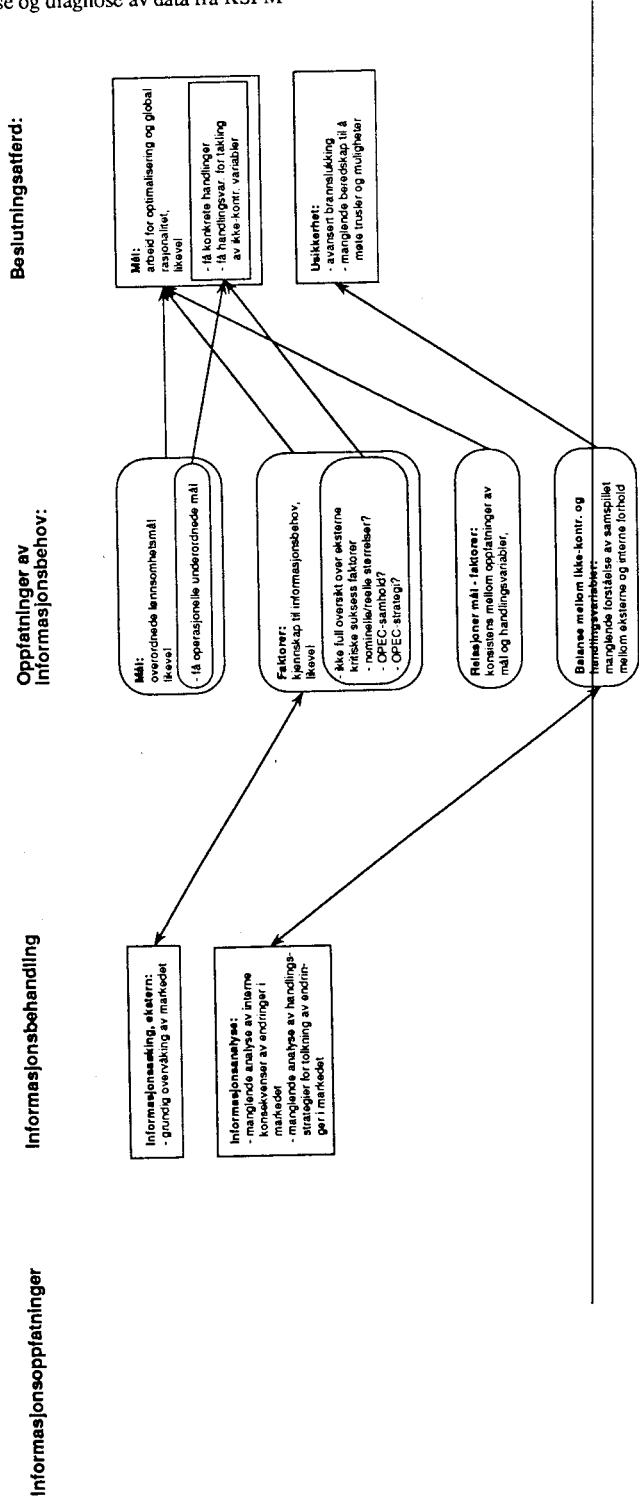 se og diagnose av data fra KSFM
Informasjonsoppfatninger
Informasjonsbehandling
Oppfatninger av
Informasjonsbehov:
Beslutningsatferd:
Informasjonssøking, ekstern:
- grundig overvåking av markedet
Informasjonsanalyse:
- manglende analyse av interne
konsekvenser av endringer i
markedet
- manglende analyse av handlings-
strategier for tolkning av endrin-
ger i markedet
Mål:
overordnede lønnsomhetsmål
likevel
- få operasjonelle underordnede mål
Faktorer:
kjennskap til informasjonsbehov,
likevel
- ikke full oversikt over eksterne
kritiske suksess faktorer
- nominelle/reelle størrelser?
- OPEC-samhold?
- OPEC-strategi?
Relasjoner mål - faktorer:
konsistens mellom oppfatninger av
mål og handlingsvariabler,
Balanse mellom ikke-kontr. og
handlingsvariabler:
manglende forståelse av samspillet
mellom eksterne og interne forhold
Mål:
arbeid for optimalisering og global
rasjonalitet,
likevel
- få konkrete handlinger
- få handlingsvar. for takling
av ikke-kontr. variabler
Usikkerhet:
- avansert brannslukking
- manglende beredskap til å
møte trusler og muligheter